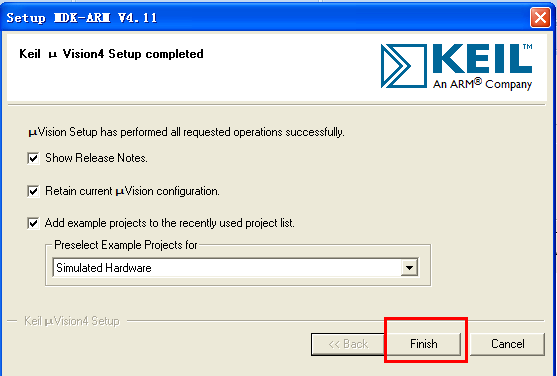 Setup MDK-ARM V4.11
Keil μ Vision4 Setup completed
KEIL™
An ARM® Company
μVision Setup has performed all requested operations successfully.
Show Release Notes.
Retain current μVision configuration.
Add example projects to the recently used project list.
Preselect Example Projects for
Simulated Hardware
Keil μVision4 Setup
<< Back
Finish
Cancel